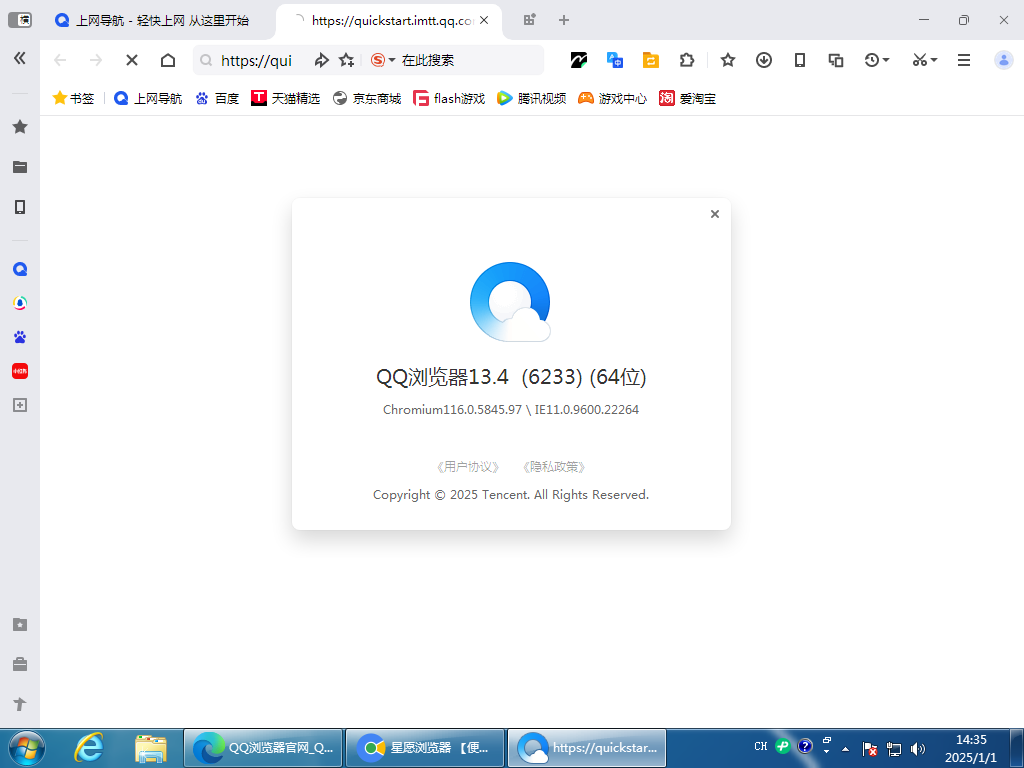 上网导航 - 轻快上网 从这里开始
https://quickstart.imtt.qq.co
https://qui
在此搜索
书签
上网导航
百度
天猫精选
京东商城
flash游戏
腾讯视频
游戏中心
爱淘宝
QQ浏览器13.4  (6233) (64位)
Chromium116.0.5845.97 \ IE11.0.9600.22264
《用户协议》 《隐私政策》
Copyright © 2025 Tencent. All Rights Reserved.
QQ浏览器官网_Q...
星愿浏览器 【便...
https://quickstar...
CH
14:35
2025/1/1